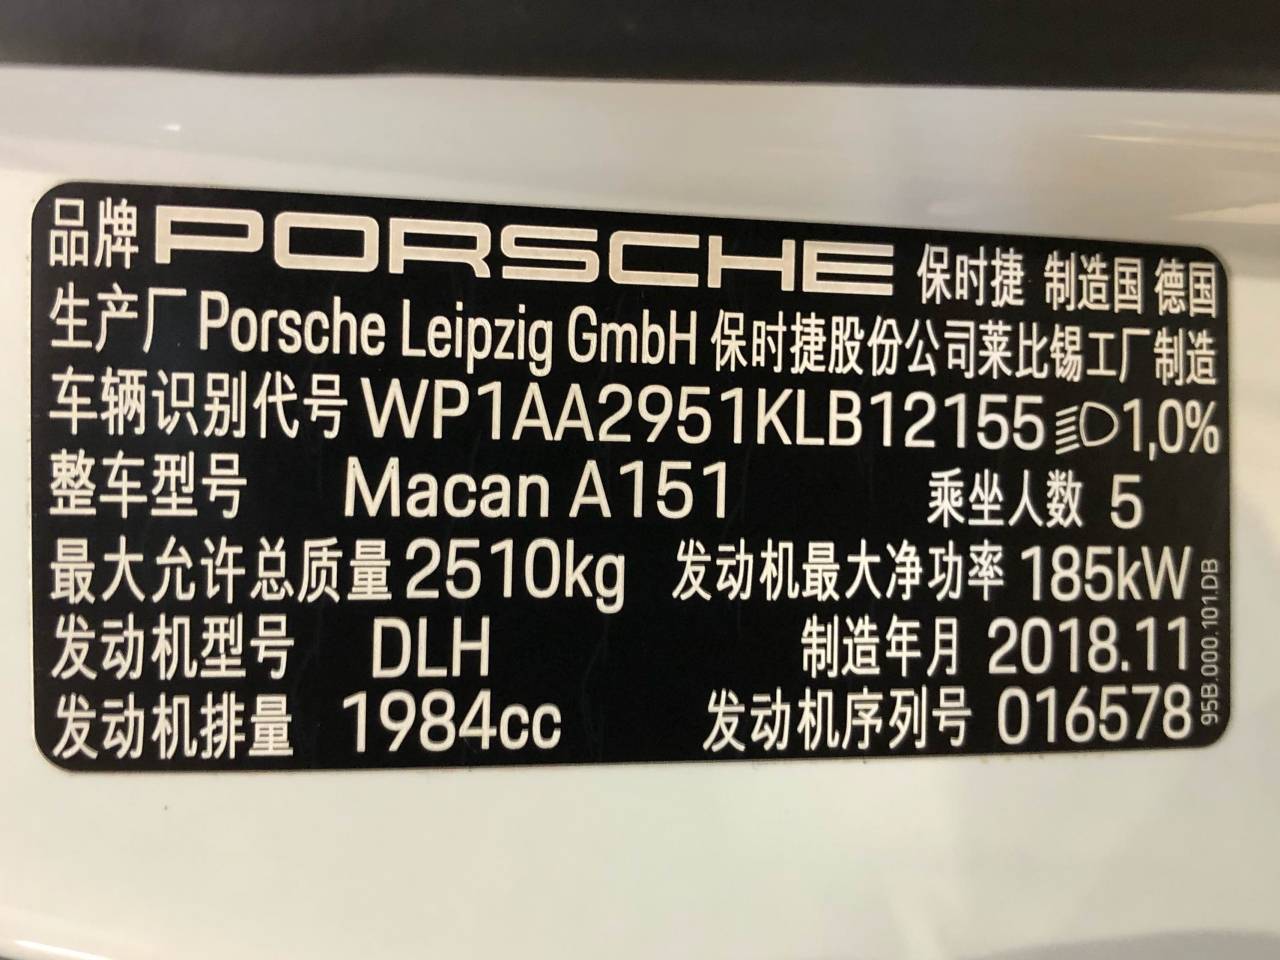 品牌 PORSCHE 保时捷 制造国 德国
生产厂 Porsche Leipzig GmbH 保时捷股份公司莱比锡工厂制造
车辆识别代号 WP1AA2951KLB12155 1,0%
整车型号 Macan A151 乘坐人数 5
最大允许总质量 2510kg 发动机最大净功率 185kW
发动机型号 DLH 制造年月 2018.11
发动机排量 1984cc 发动机序列号 016578
95B.000.101.DB